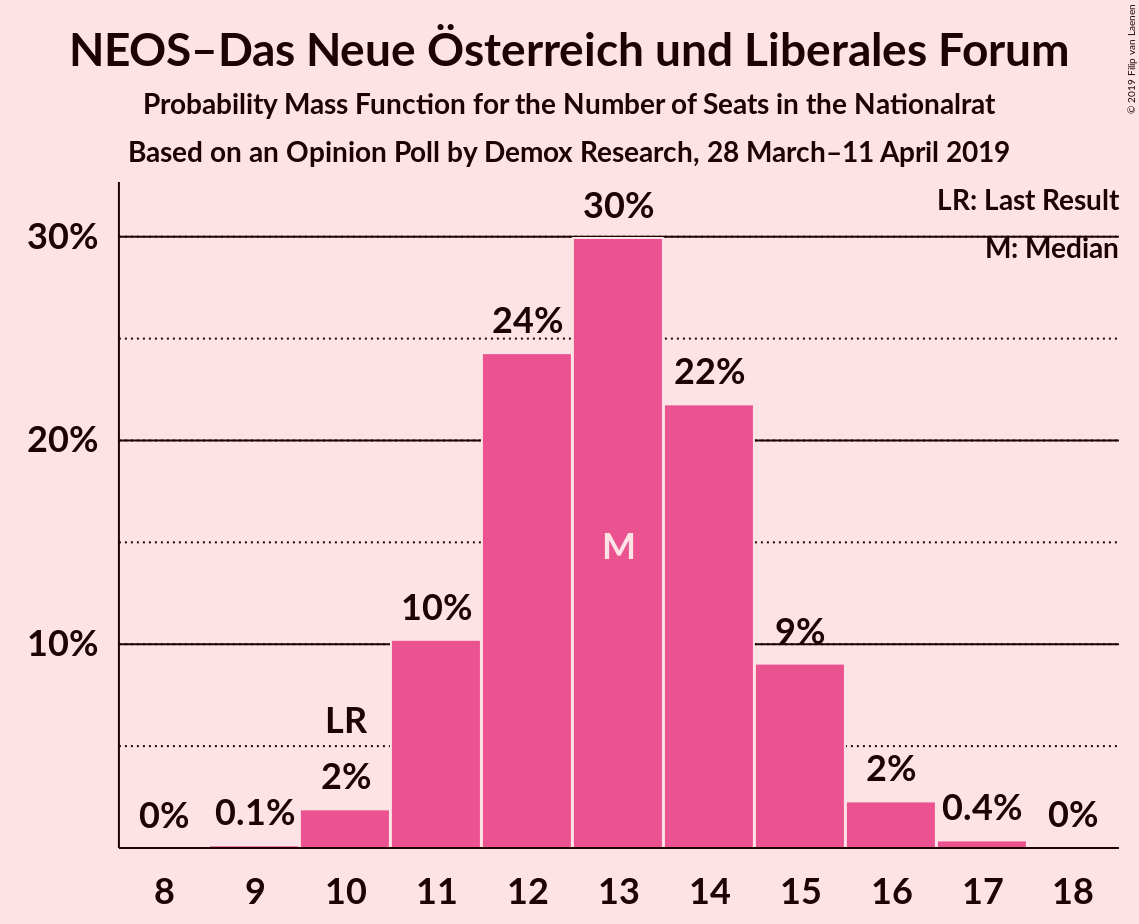 NEOS–Das Neue Österreich und Liberales Forum
Probability Mass Function for the Number of Seats in the Nationalrat
Based on an Opinion Poll by Demox Research, 28 March–11 April 2019
© 2019 Filip van Laenen
LR: Last Result
M: Median
30%
20%
10%
0%
0.1%
LR
2%
10%
24%
30%
M
22%
9%
2%
0.4%
0%
8 9 10 11 12 13 14 15 16 17 18